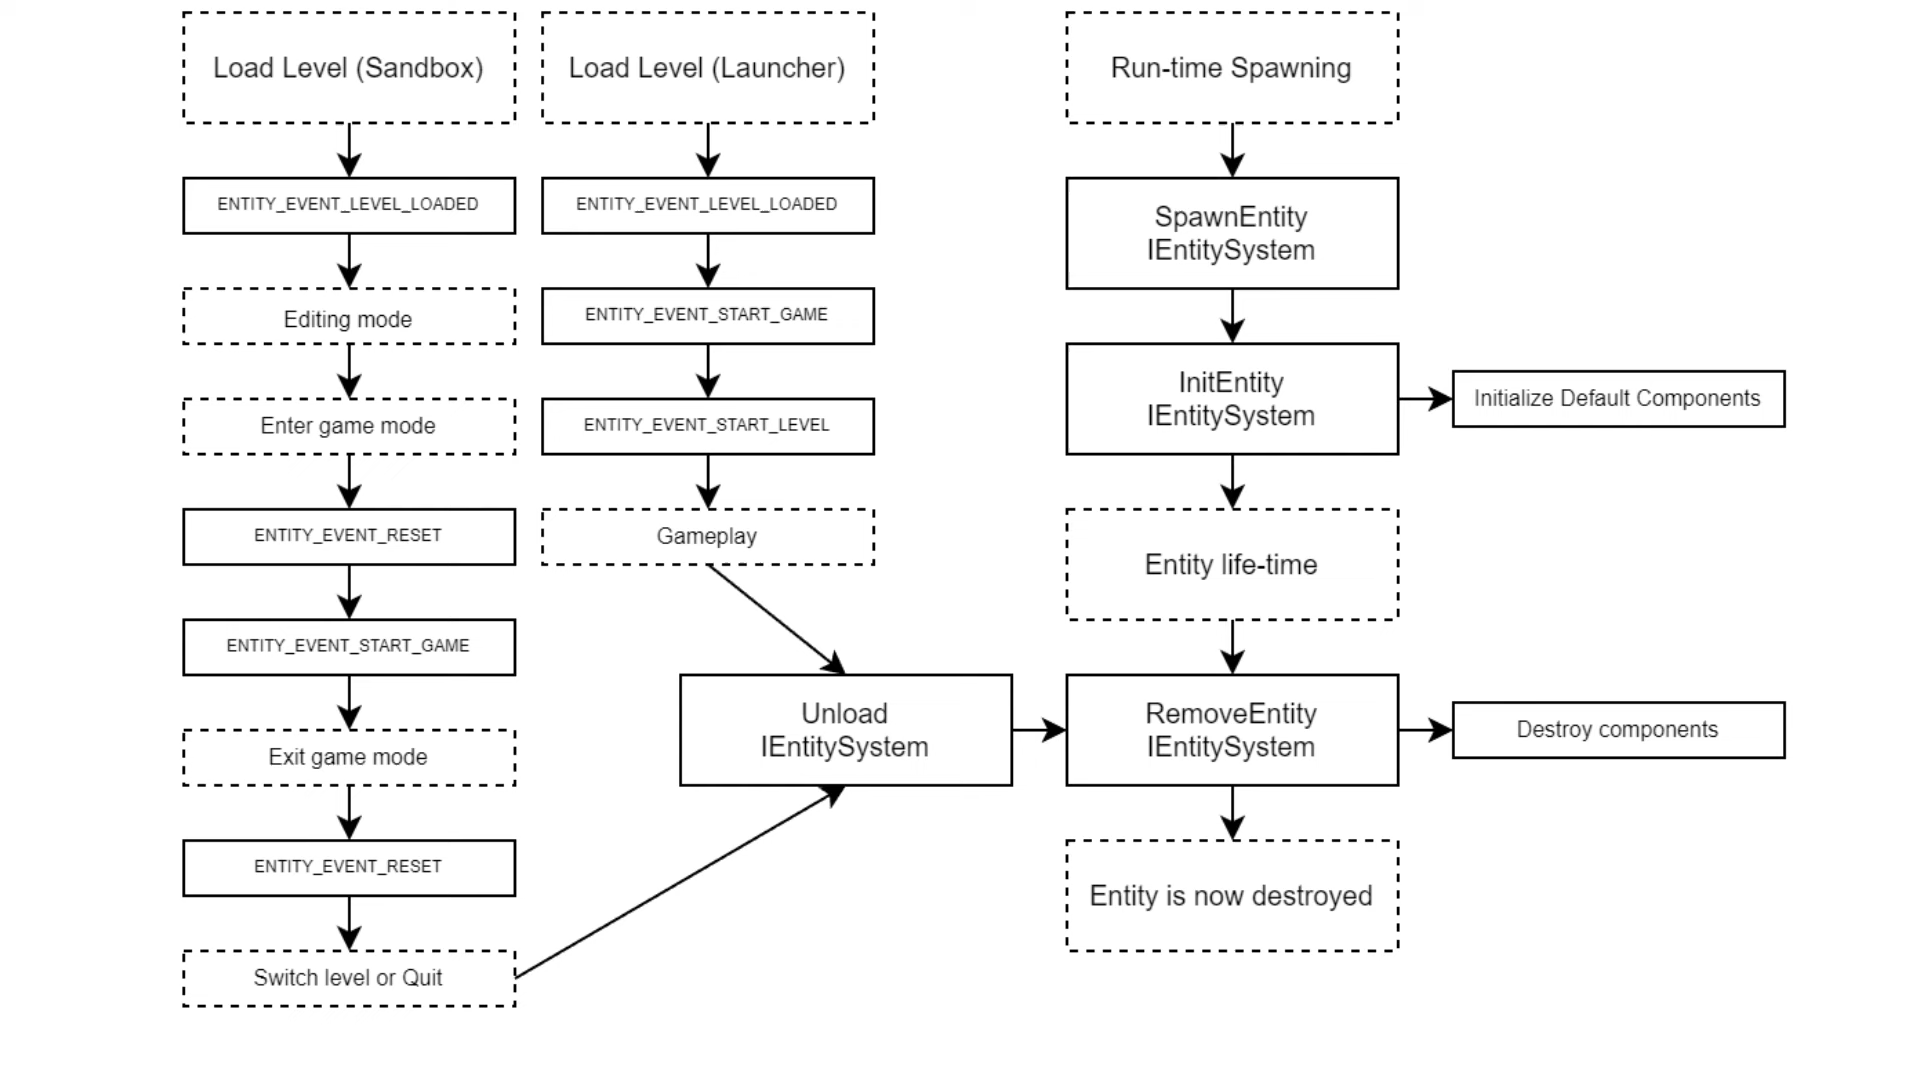 Load Level (Sandbox)
ENTITY_EVENT_LEVEL_LOADED
Editing mode
Enter game mode
ENTITY_EVENT_RESET
ENTITY_EVENT_START_GAME
Exit game mode
ENTITY_EVENT_RESET
Switch level or Quit
Load Level (Launcher)
ENTITY_EVENT_LEVEL_LOADED
ENTITY_EVENT_START_GAME
ENTITY_EVENT_START_LEVEL
Gameplay
Unload
IEntitySystem
Run-time Spawning
SpawnEntity
IEntitySystem
InitEntity
IEntitySystem
Initialize Default Components
Entity life-time
RemoveEntity
IEntitySystem
Destroy components
Entity is now destroyed